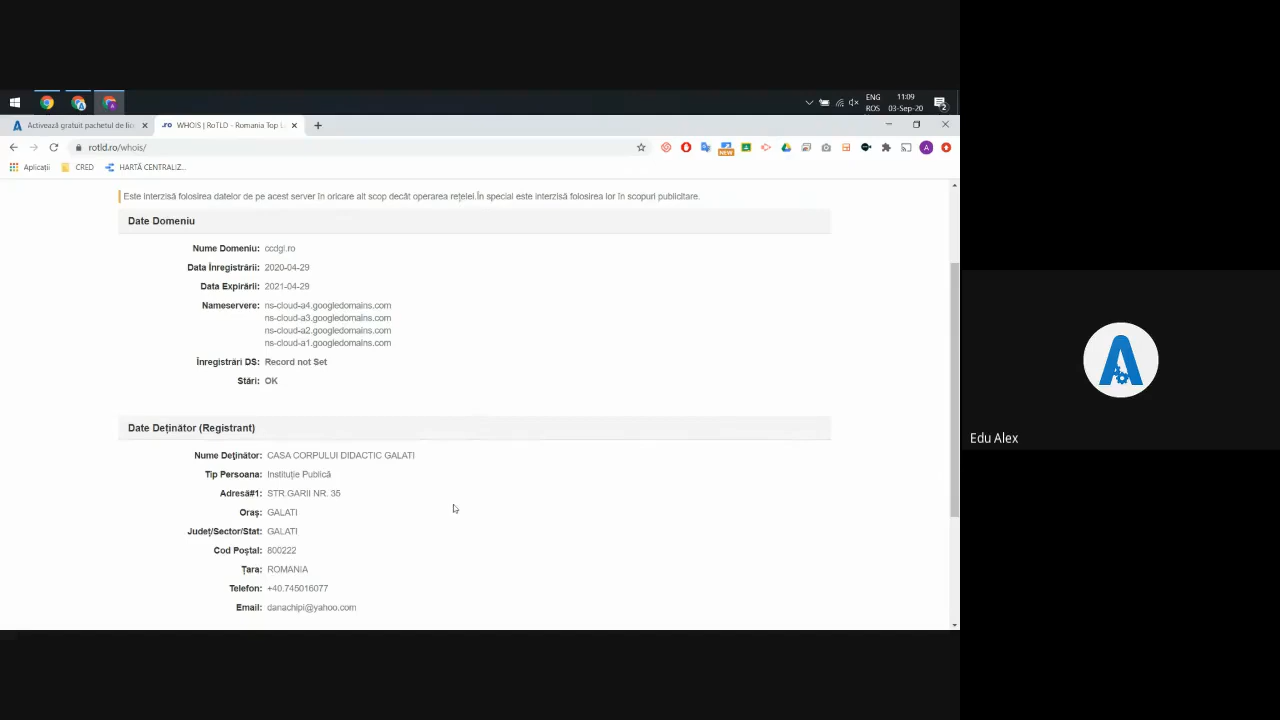 ENG
ROS
11:09
03-Sep-20
2
Activează gratuit pachetul de lice
.ro WHOIS | RoTLD - Romania Top L
rotld.ro/whois/
NEW
A
Aplicații
CRED
HARTĂ CENTRALIZ...
Este interzisă folosirea datelor de pe acest server în oricare alt scop decât operarea rețelei.În special este interzisă folosirea lor în scopuri publicitare.
Date Domeniu
Nume Domeniu: ccdgl.ro
Data Înregistrării: 2020-04-29
Data Expirării: 2021-04-29
Nameservere: ns-cloud-a4.googledomains.com
ns-cloud-a3.googledomains.com
ns-cloud-a2.googledomains.com
ns-cloud-a1.googledomains.com
Înregistrări DS: Record not Set
Stări: OK
Date Deținător (Registrant)
Nume Deținător: CASA CORPULUI DIDACTIC GALATI
Tip Persoana: Instituție Publică
Adresă#1: STR GARII NR. 35
Oraș: GALATI
Județ/Sector/Stat: GALATI
Cod Poștal: 800222
Țara: ROMANIA
Telefon: +40.745016077
Email: danachipi@yahoo.com
Edu Alex